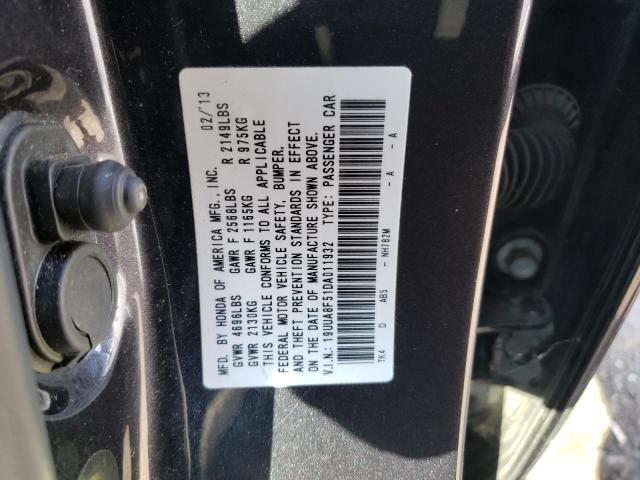 MFD. BY HONDA OF AMERICA MFG., INC. 02/'13
GVWR 4696LBS GAWR F 2568LBS R 2149LBS
GVWR 2130KG GAWR F 1165KG R 975KG
THIS VEHICLE CONFORMS TO ALL APPLICABLE
FEDERAL MOTOR VEHICLE SAFETY, BUMPER,
AND THEFT PREVENTION STANDARDS IN EFFECT
ON THE DATE OF MANUFACTURE SHOWN ABOVE.
V.I.N.: 19UUA8F51DA011932 TYPE: PASSENGER CAR
TK4 D AB5 - NH782M - A - A